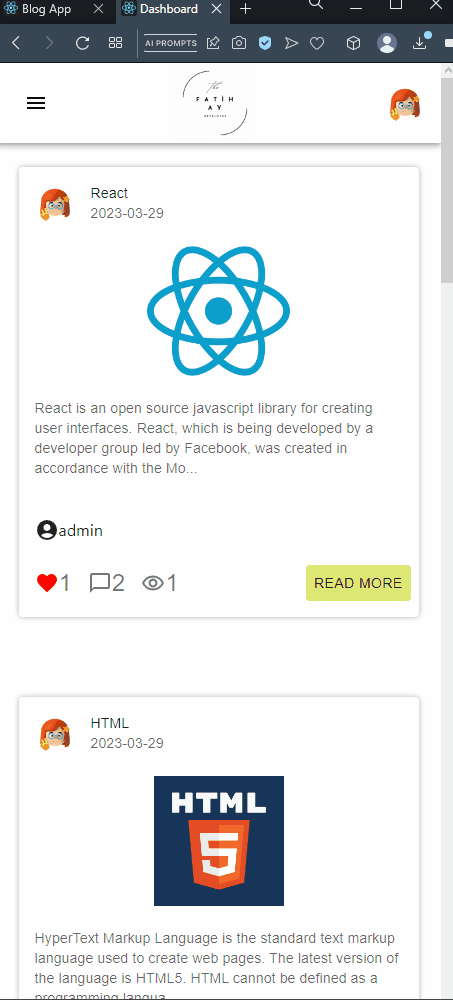 Blog App
Dashboard
AI PROMPTS
the
FATİH
AY
DEVELOPER
React
2023-03-29
React is an open source javascript library for creating
user interfaces. React, which is being developed by a
developer group led by Facebook, was created in
accordance with the Mo...
admin
1
2
1
READ MORE
HTML
2023-03-29
HTML
5
HyperText Markup Language is the standard text markup
language used to create web pages. The latest version of
the language is HTML5. HTML cannot be defined as a
programming langua